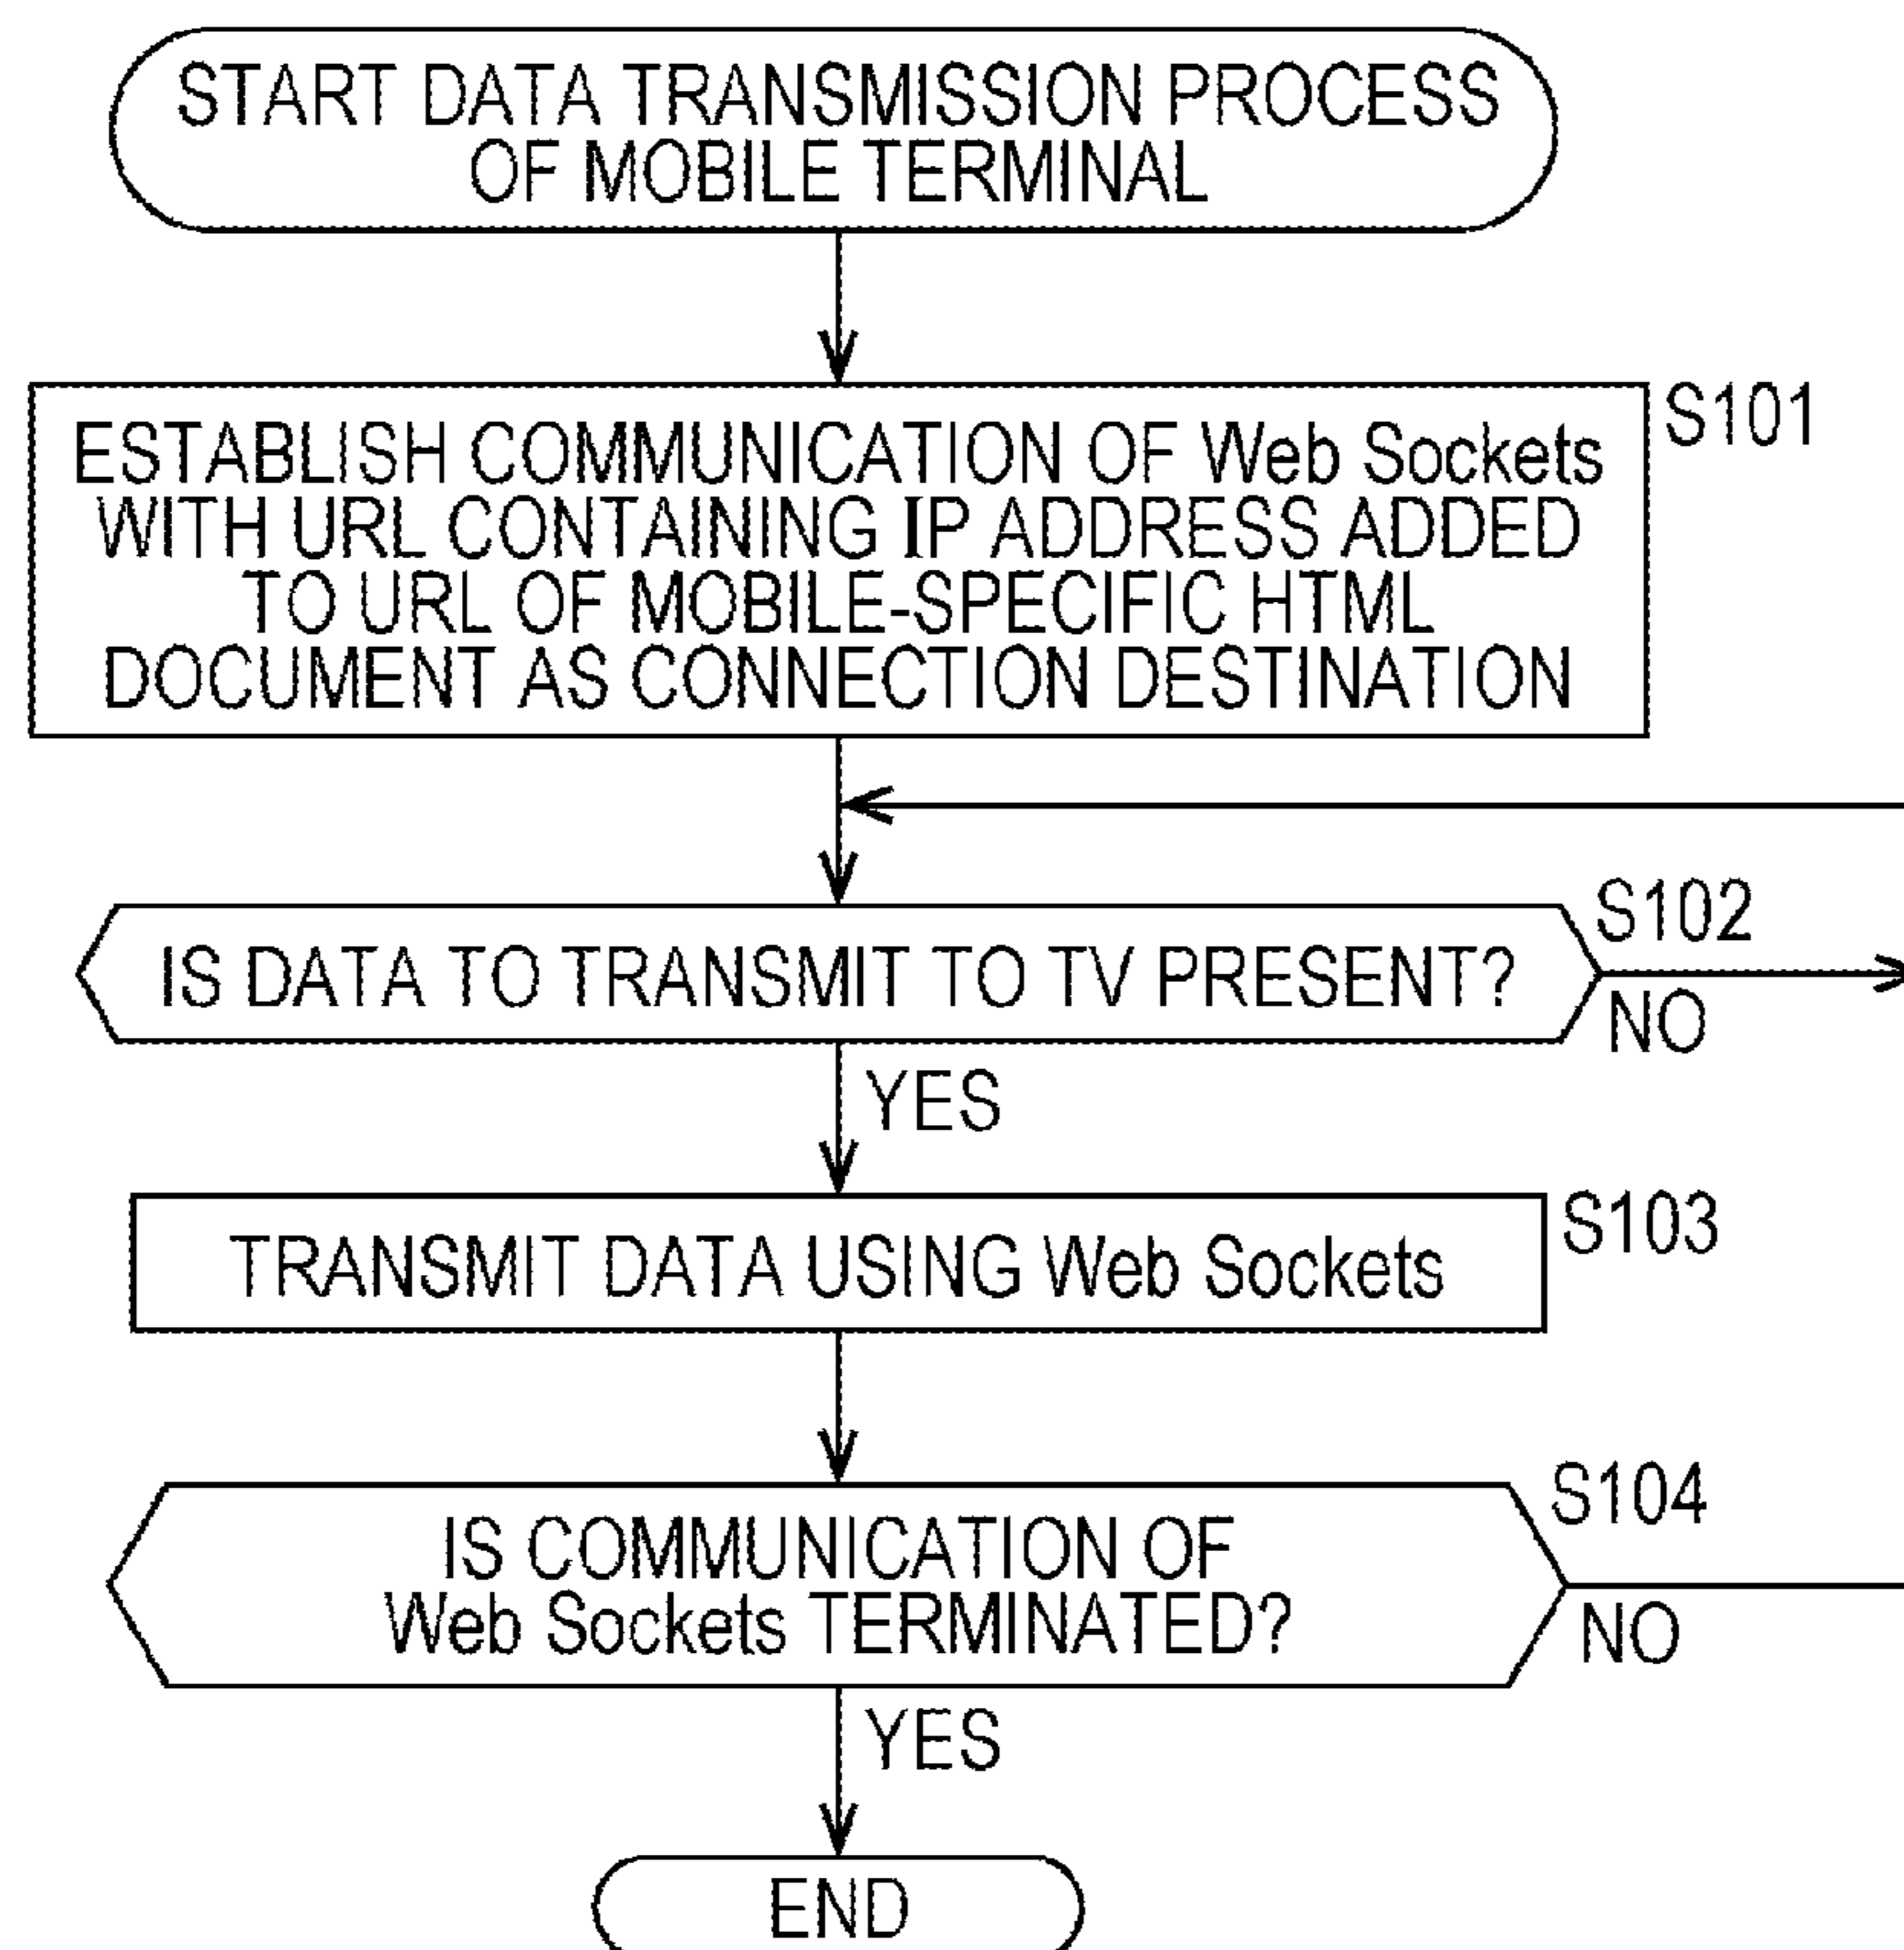 START DATA TRANSMISSION PROCESS
OF MOBILE TERMINAL
S101
ESTABLISH COMMUNICATION OF Web Sockets
WITH URL CONTAINING IP ADDRESS ADDED
TO URL OF MOBILE-SPECIFIC HTML
DOCUMENT AS CONNECTION DESTINATION
S102
IS DATA TO TRANSMIT TO TV PRESENT?
NO
YES
S103
TRANSMIT DATA USING Web Sockets
S104
IS COMMUNICATION OF
Web Sockets TERMINATED?
NO
YES
END